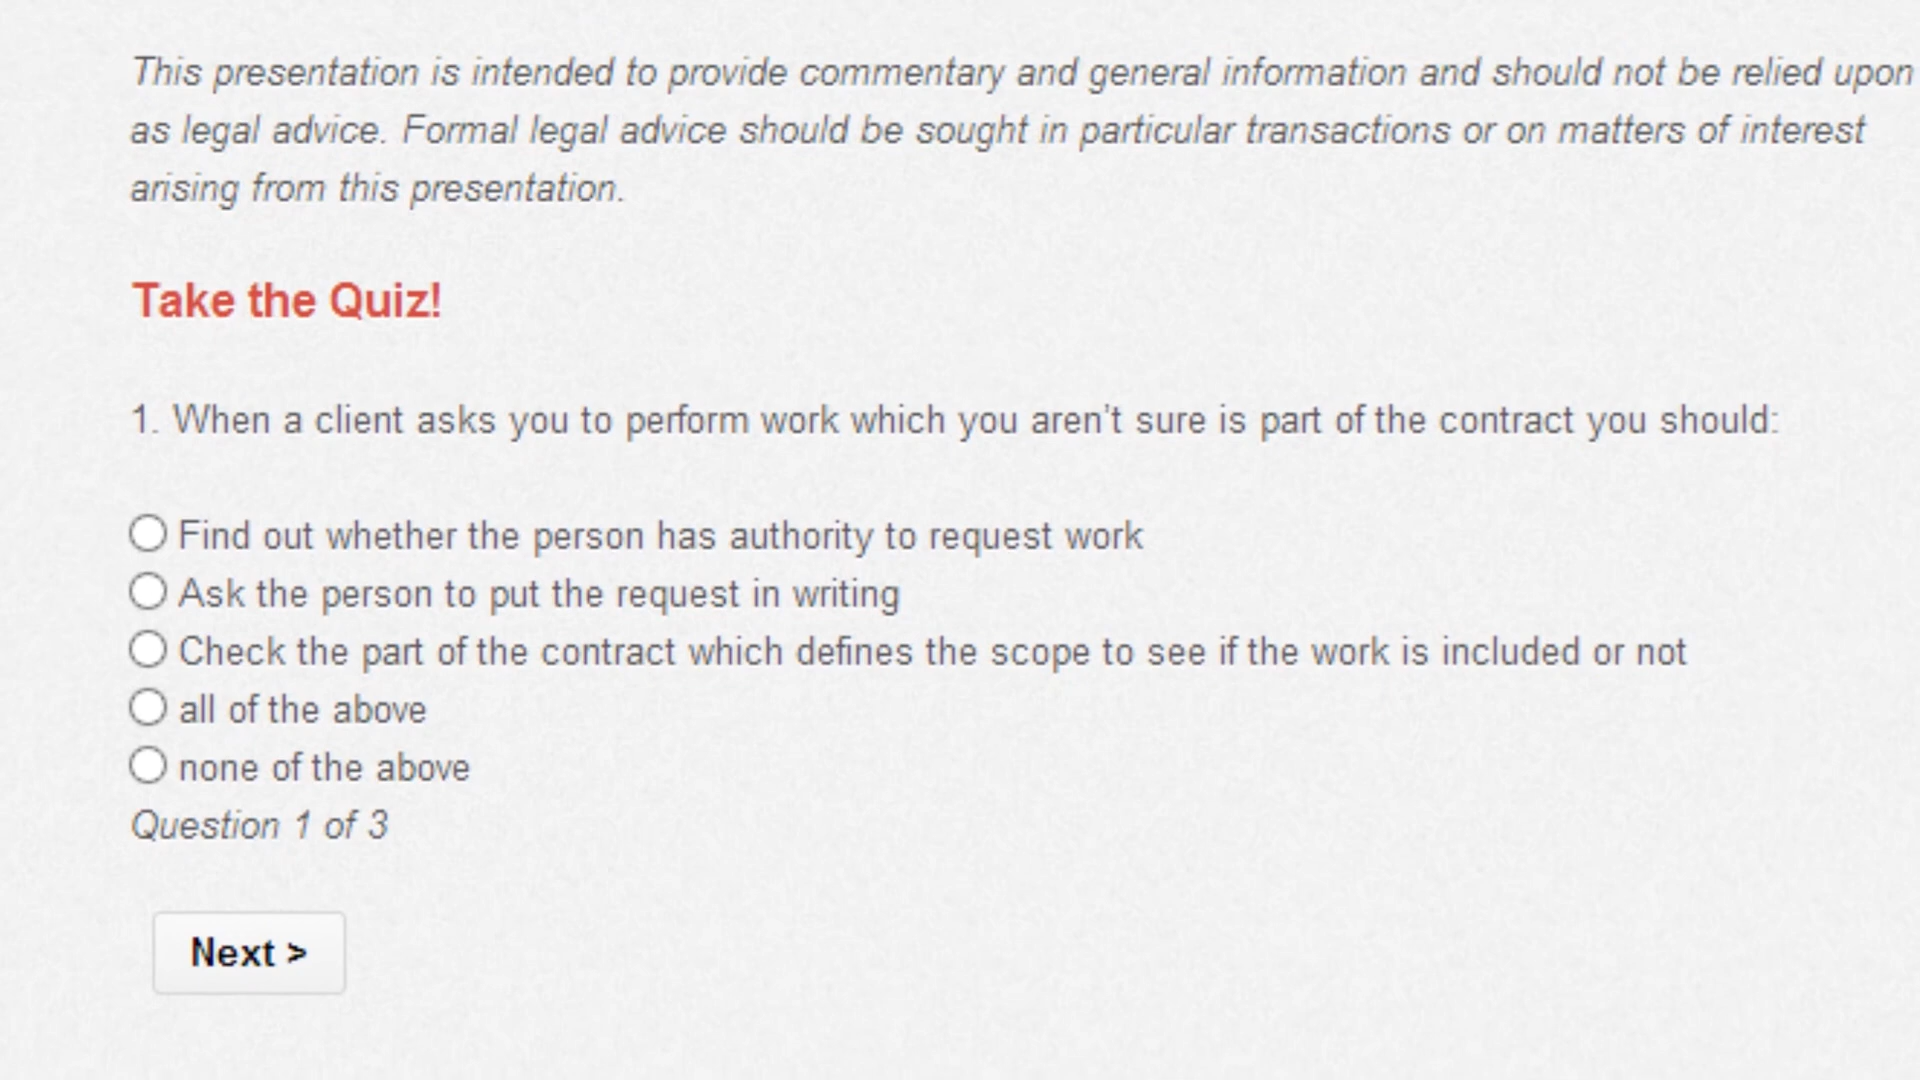 This presentation is intended to provide commentary and general information and should not be relied upon
as legal advice. Formal legal advice should be sought in particular transactions or on matters of interest
arising from this presentation.
Take the Quiz!
1. When a client asks you to perform work which you aren't sure is part of the contract you should:
Find out whether the person has authority to request work
Ask the person to put the request in writing
Check the part of the contract which defines the scope to see if the work is included or not
all of the above
none of the above
Question 1 of 3
Next >